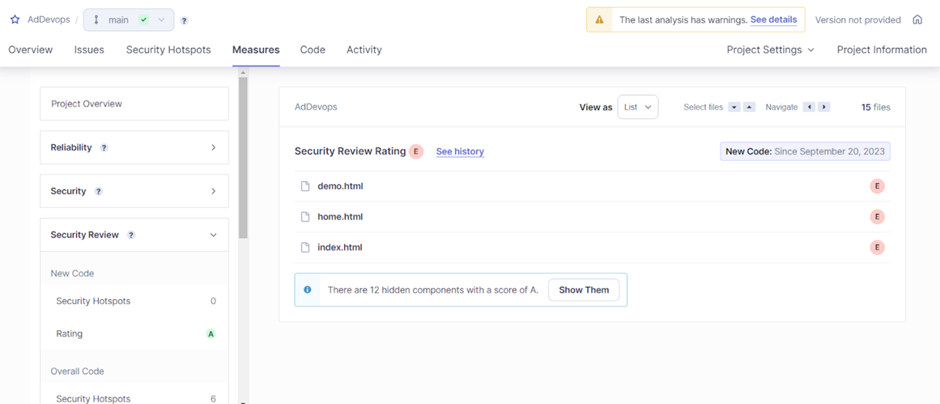 AdDevops / main ?
The last analysis has warnings. See details Version not provided
Overview Issues Security Hotspots Measures Code Activity Project Settings Project Information
Project Overview
Reliability ?
Security ?
Security Review ?
New Code
Security Hotspots 0
Rating A
Overall Code
Security Hotspots 6
AdDevops View as List Select files Navigate 15 files
Security Review Rating E See history New Code: Since September 20, 2023
demo.html E
home.html E
index.html E
There are 12 hidden components with a score of A. Show Them